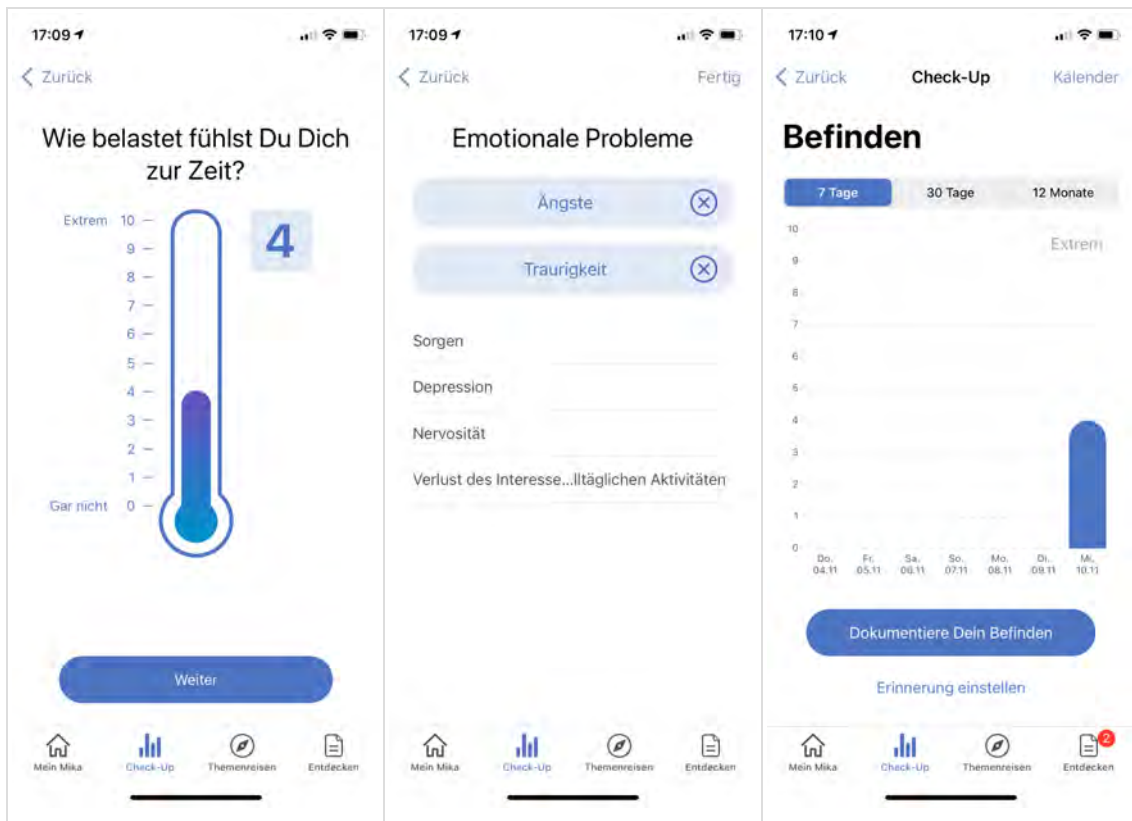 17:09
Zurück
Wie belastet fühlst Du Dich
zur Zeit?
Extrem 10
4
9
8
7
6
5
4
3
2
1
Gar nicht 0
Weiter
Mein Mika Check-Up Themenreisen Entdecken
17:09
Zurück Fertig
Emotionale Probleme
Ängste
Traurigkeit
Sorgen
Depression
Nervosität
Verlust des Interesse...lltäglichen Aktivitäten
Mein Mika Check-Up Themenreisen Entdecken
17:10
Zurück Check-Up Kalender
Befinden
7 Tage 30 Tage 12 Monate
10
Extrem
9
8
7
6
5
4
3
2
1
0
Do. Fr. Sa. So. Mo. Di. Mi.
04.11 05.11 06.11 07.11 08.11 09.11 10.11
Dokumentiere Dein Befinden
Erinnerung einstellen
2
Mein Mika Check-Up Themenreisen Entdecken